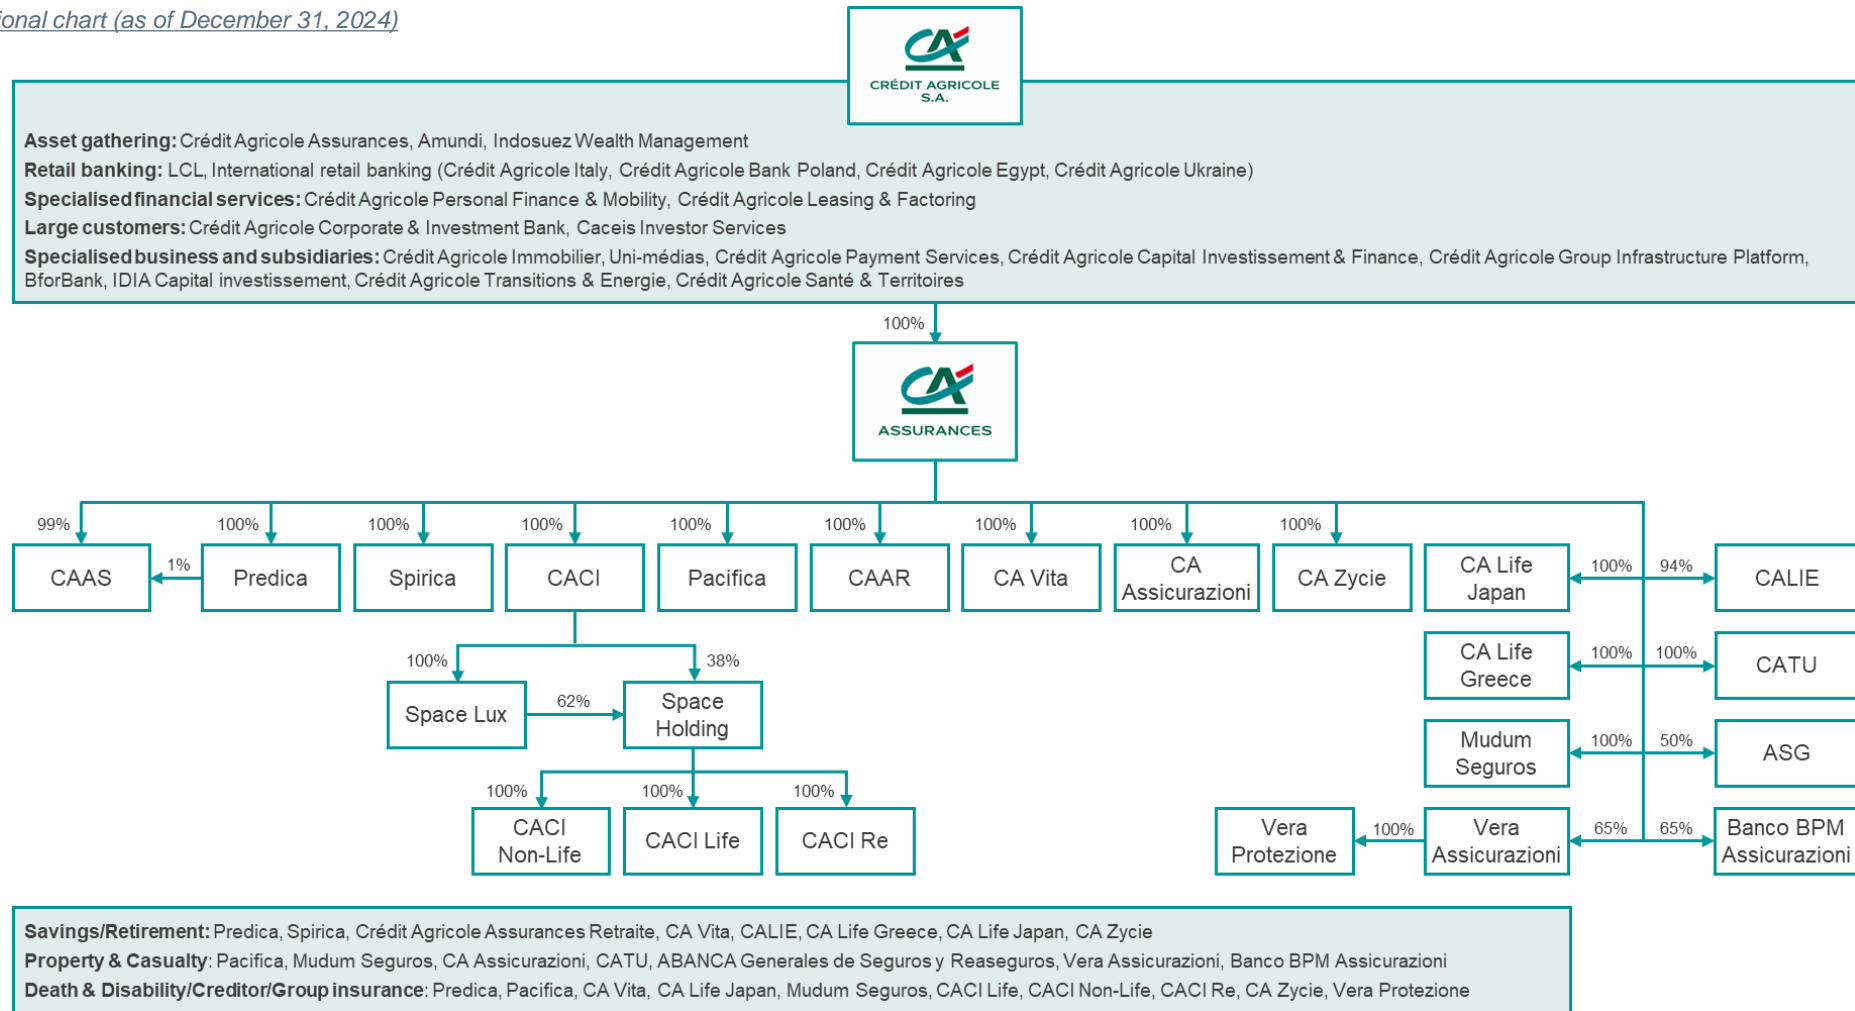 ional chart (as of December 31, 2024)
CRÉDIT AGRICOLE
S.A.
Asset gathering: Crédit Agricole Assurances, Amundi, Indosuez Wealth Management
Retail banking: LCL, International retail banking (Crédit Agricole Italy, Crédit Agricole Bank Poland, Crédit Agricole Egypt, Crédit Agricole Ukraine)
Specialised financial services: Crédit Agricole Personal Finance & Mobility, Crédit Agricole Leasing & Factoring
Large customers: Crédit Agricole Corporate & Investment Bank, Caceis Investor Services
Specialised business and subsidiaries: Crédit Agricole Immobilier, Uni-médias, Crédit Agricole Payment Services, Crédit Agricole Capital Investissement & Finance, Crédit Agricole Group Infrastructure Platform,
BforBank, IDIA Capital investissement, Crédit Agricole Transitions & Energie, Crédit Agricole Santé & Territoires
100%
ASSURANCES
99% 100% 100% 100% 100% 100% 100% 100% 100%
CAAS
1%
Predica
Spirica
CACI
Pacifica
CAAR
CA Vita
CA
Assicurazioni
CA Zycie
CA Life
Japan
100% 94%
CALIE
100% 38%
CA Life
Greece
100% 100%
CATU
Space Lux
62%
Space
Holding
Mudum
Seguros
100% 50%
ASG
100% 100% 100%
CACI
Non-Life
CACI Life
CACI Re
Vera
Protezione
100%
Vera
Assicurazioni
65% 65%
Banco BPM
Assicurazioni
Savings/Retirement: Predica, Spirica, Crédit Agricole Assurances Retraite, CA Vita, CALIE, CA Life Greece, CA Life Japan, CA Zycie
Property & Casualty: Pacifica, Mudum Seguros, CA Assicurazioni, CATU, ABANCA Generales de Seguros y Reaseguros, Vera Assicurazioni, Banco BPM Assicurazioni
Death & Disability/Creditor/Group insurance: Predica, Pacifica, CA Vita, CA Life Japan, Mudum Seguros, CACI Life, CACI Non-Life, CACI Re, CA Zycie, Vera Protezione